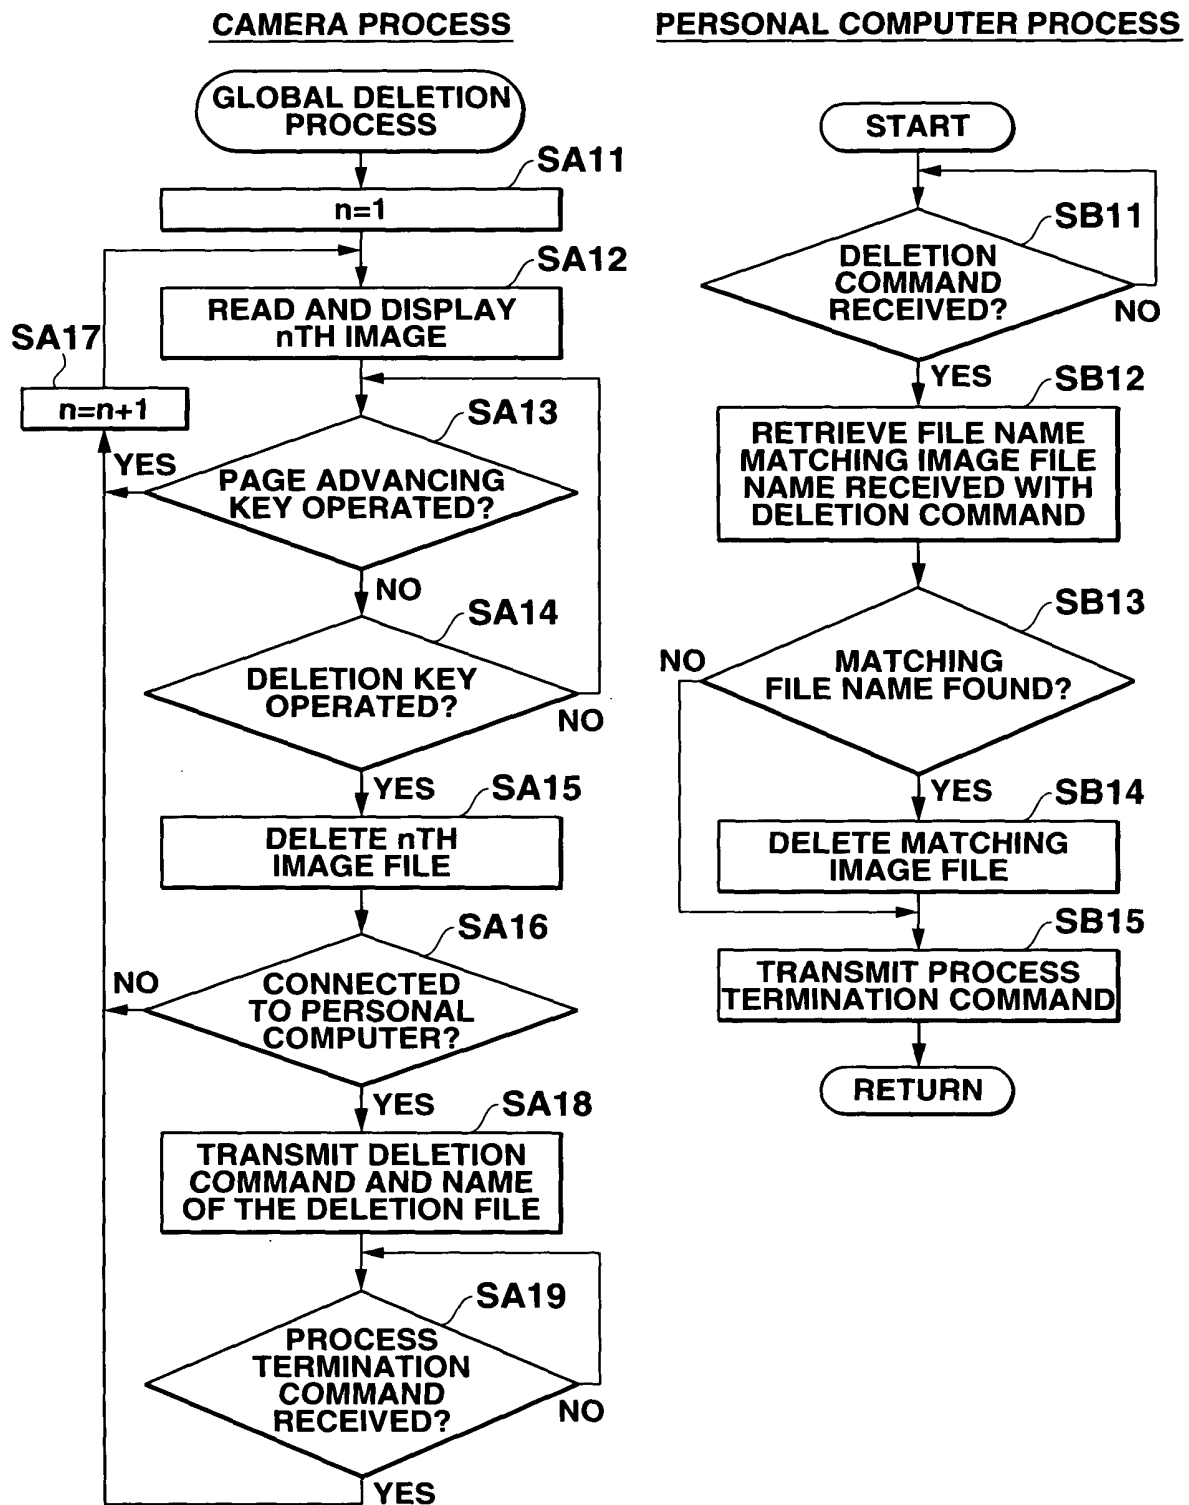 CAMERA PROCESS
GLOBAL DELETION
PROCESS
SA11
n=1
SA12
READ AND DISPLAY
nTH IMAGE
SA17
n=n+1
SA13
YES
PAGE ADVANCING
KEY OPERATED?
NO
SA14
DELETION KEY
OPERATED?
NO
YES
SA15
DELETE nTH
IMAGE FILE
SA16
NO
CONNECTED
TO PERSONAL
COMPUTER?
YES
SA18
TRANSMIT DELETION
COMMAND AND NAME
OF THE DELETION FILE
SA19
PROCESS
TERMINATION
COMMAND
RECEIVED?
NO
YES
PERSONAL COMPUTER PROCESS
START
SB11
DELETION
COMMAND
RECEIVED?
NO
YES
SB12
RETRIEVE FILE NAME
MATCHING IMAGE FILE
NAME RECEIVED WITH
DELETION COMMAND
SB13
NO
MATCHING
FILE NAME FOUND?
YES
SB14
DELETE MATCHING
IMAGE FILE
SB15
TRANSMIT PROCESS
TERMINATION COMMAND
RETURN